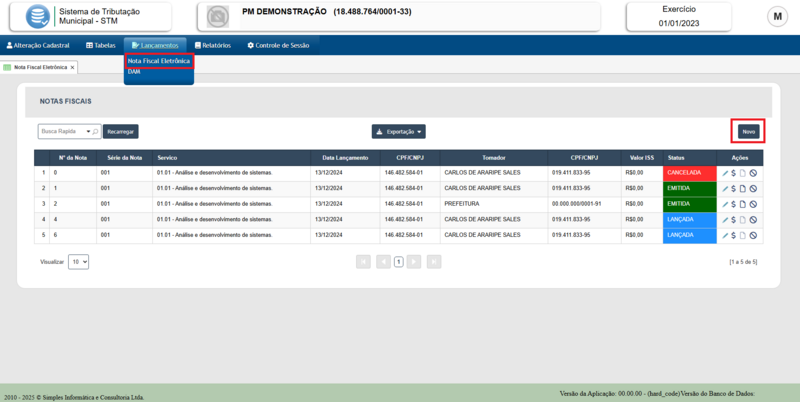 Sistema de Tributação
Municipal - STM
PM DEMONSTRAÇÃO (18.488.764/0001-33)
Exercício
01/01/2023
M
Alteração Cadastral Tabelas Lançamentos Relatórios Controle de Sessão
Nota Fiscal Eletrônica
DAM
Nota Fiscal Eletrônica X
NOTAS FISCAIS
Busca Rapida Recarregar Exportação Novo
Nº da Nota Série da Nota Servico Data Lançamento CPF/CNPJ Tomador CPF/CNPJ Valor ISS Status Ações
1 0 001 01.01 - Análise e desenvolvimento de sistemas. 13/12/2024 146.482.584-01 CARLOS DE ARARIPE SALES 019.411.833-95 R$0,00 CANCELADA
2 1 001 01.01 - Análise e desenvolvimento de sistemas. 13/12/2024 146.482.584-01 CARLOS DE ARARIPE SALES 019.411.833-95 R$0,00 EMITIDA
3 2 001 01.01 - Análise e desenvolvimento de sistemas. 13/12/2024 146.482.584-01 PREFEITURA 00.000.000/0001-91 R$0,00 EMITIDA
4 4 001 01.01 - Análise e desenvolvimento de sistemas. 13/12/2024 146.482.584-01 CARLOS DE ARARIPE SALES 019.411.833-95 R$0,00 LANÇADA
5 6 001 01.01 - Análise e desenvolvimento de sistemas. 13/12/2024 146.482.584-01 CARLOS DE ARARIPE SALES 019.411.833-95 R$0,00 LANÇADA
Visualizar 10 1 [1 a 5 de 5]
2010 - 2025 © Simples Informática e Consultoria Ltda. Versão da Aplicação: 00.00.00 - (hard_code)Versão do Banco de Dados: